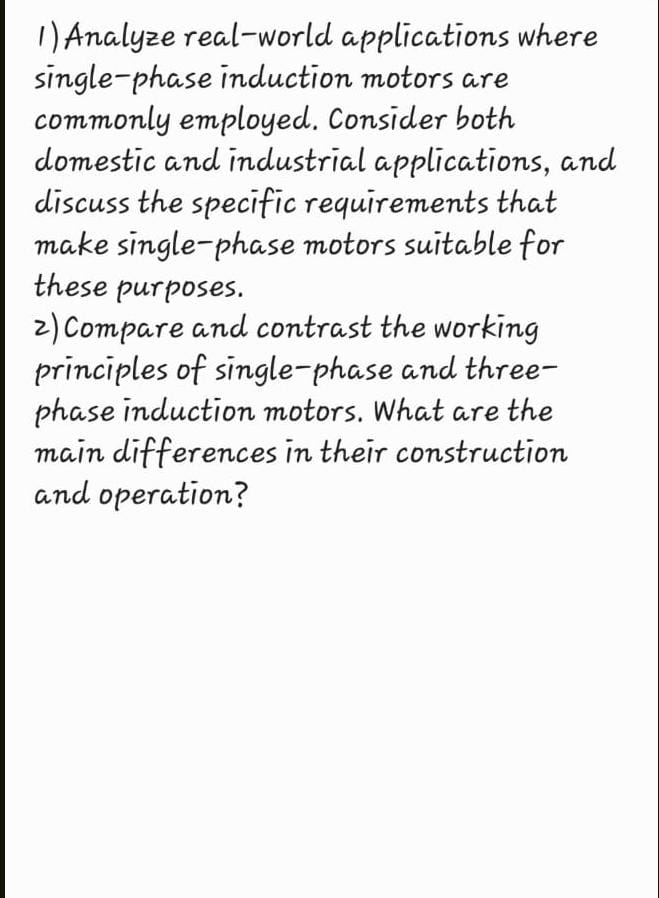 1) Analyze real-world applications where
single-phase induction motors are
commonly employed. Consider both
domestic and industrial applications, and
discuss the specific requirements that
make single-phase motors suitable for
these purposes.
2) Compare and contrast the working
principles of single-phase and three-
phase induction motors. What are the
main differences in their construction
and operation?